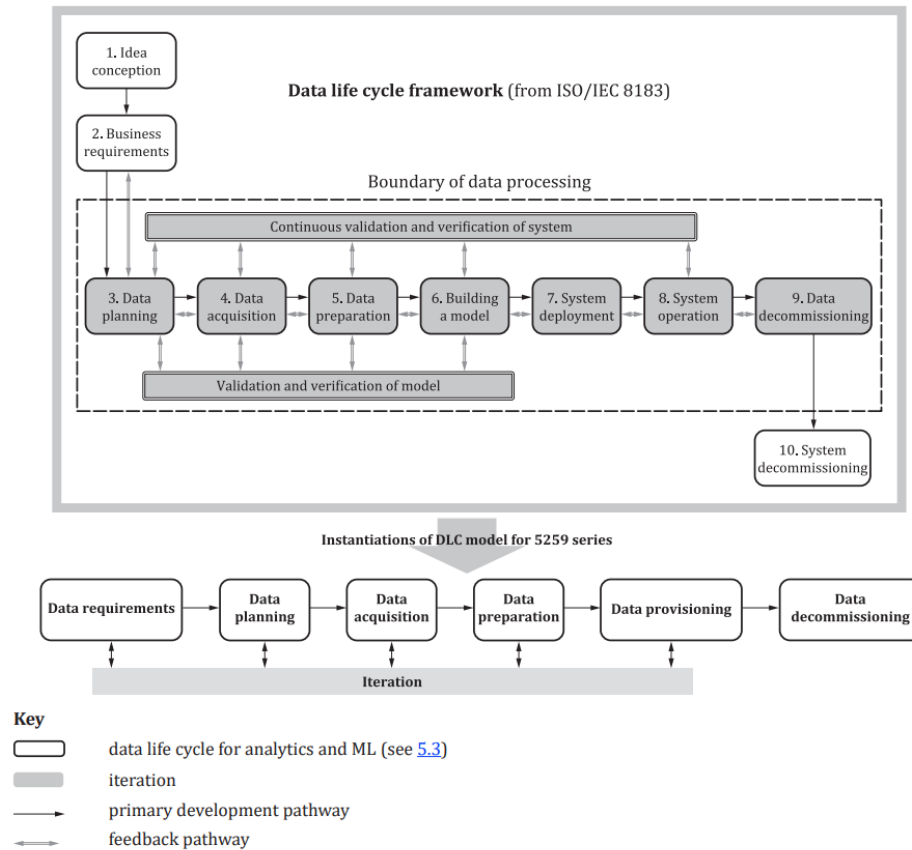 1. Idea
conception
Data life cycle framework (from ISO/IEC 8183)
2. Business
requirements
Boundary of data processing
Continuous validation and verification of system
3. Data
planning
4. Data
acquisition
5. Data
preparation
6. Building
a model
7. System
deployment
8. System
operation
9. Data
decommissioning
Validation and verification of model
10. System
decommissioning
Instantiations of DLC model for 5259 series
Data requirements
Data
planning
Data
acquisition
Data
preparation
Data provisioning
Data
decommissioning
Iteration
Key
data life cycle for analytics and ML (see 5.3)
iteration
primary development pathway
feedback pathway